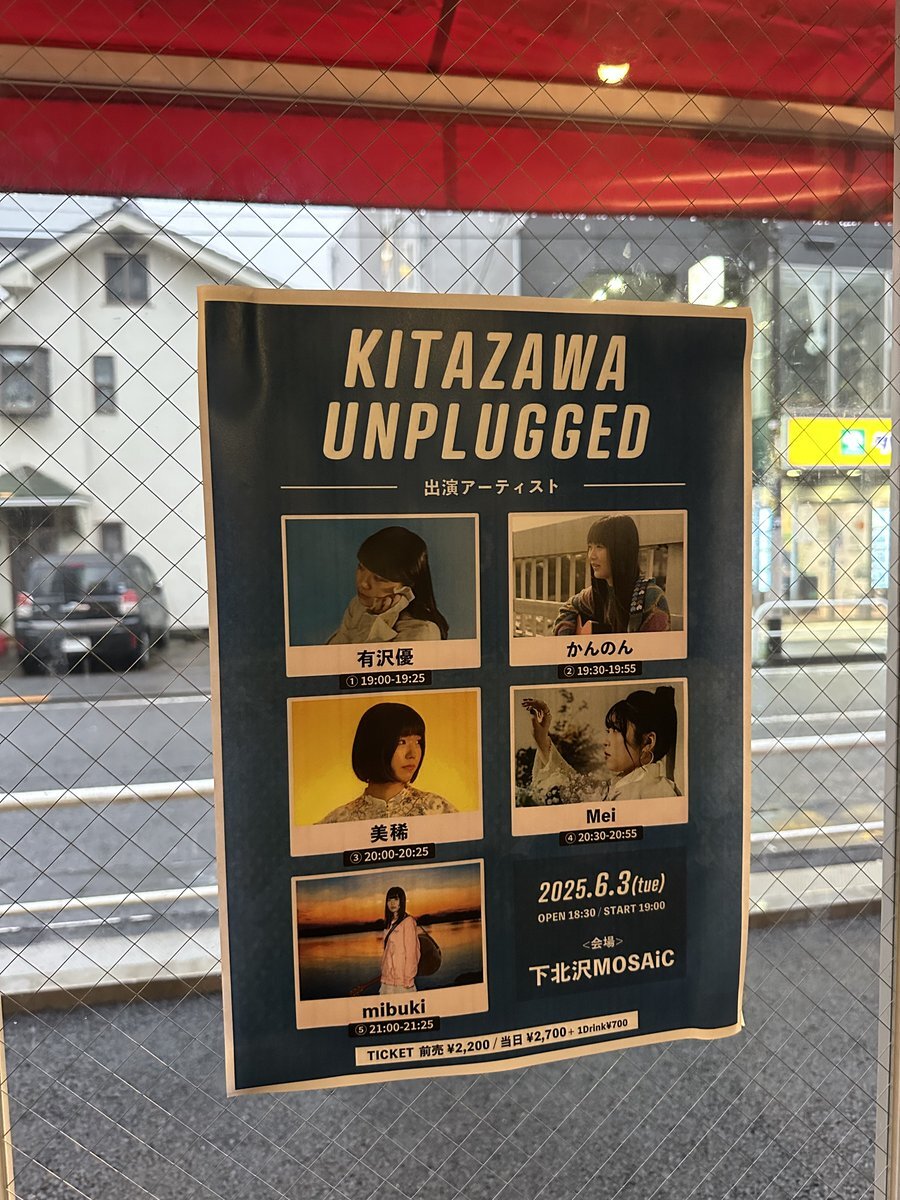 KITAZAWA
UNPLUGGED
出演アーティスト
有沢優
① 19:00-19:25
かんのん
② 19:30-19:55
美稀
③ 20:00-20:25
Mei
④ 20:30-20:55
mibuki
⑤ 21:00-21:25
2025.6.3(tue)
OPEN 18:30 / START 19:00
<会場>
下北沢MOSAiC
TICKET 前売 ¥2,200 / 当日 ¥2,700 + 1Drink¥700